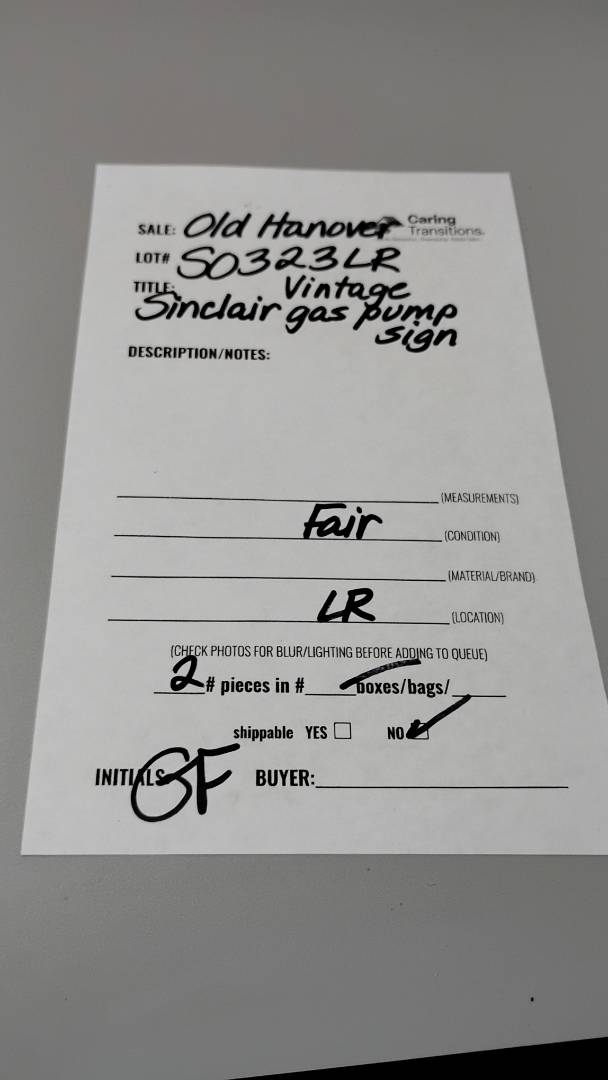 SALE: Old Hanover Caring
Transitions.
LOT# SO323LR
TITLE: Vintage
Sinclair gas pump
sign
DESCRIPTION/NOTES:
(MEASUREMENTS)
Fair (CONDITION)
(MATERIAL/BRAND)
LR (LOCATION)
(CHECK PHOTOS FOR BLUR/LIGHTING BEFORE ADDING TO QUEUE)
2 # pieces in # boxes/bags/
shippable YES NO
INITIALS GF BUYER: